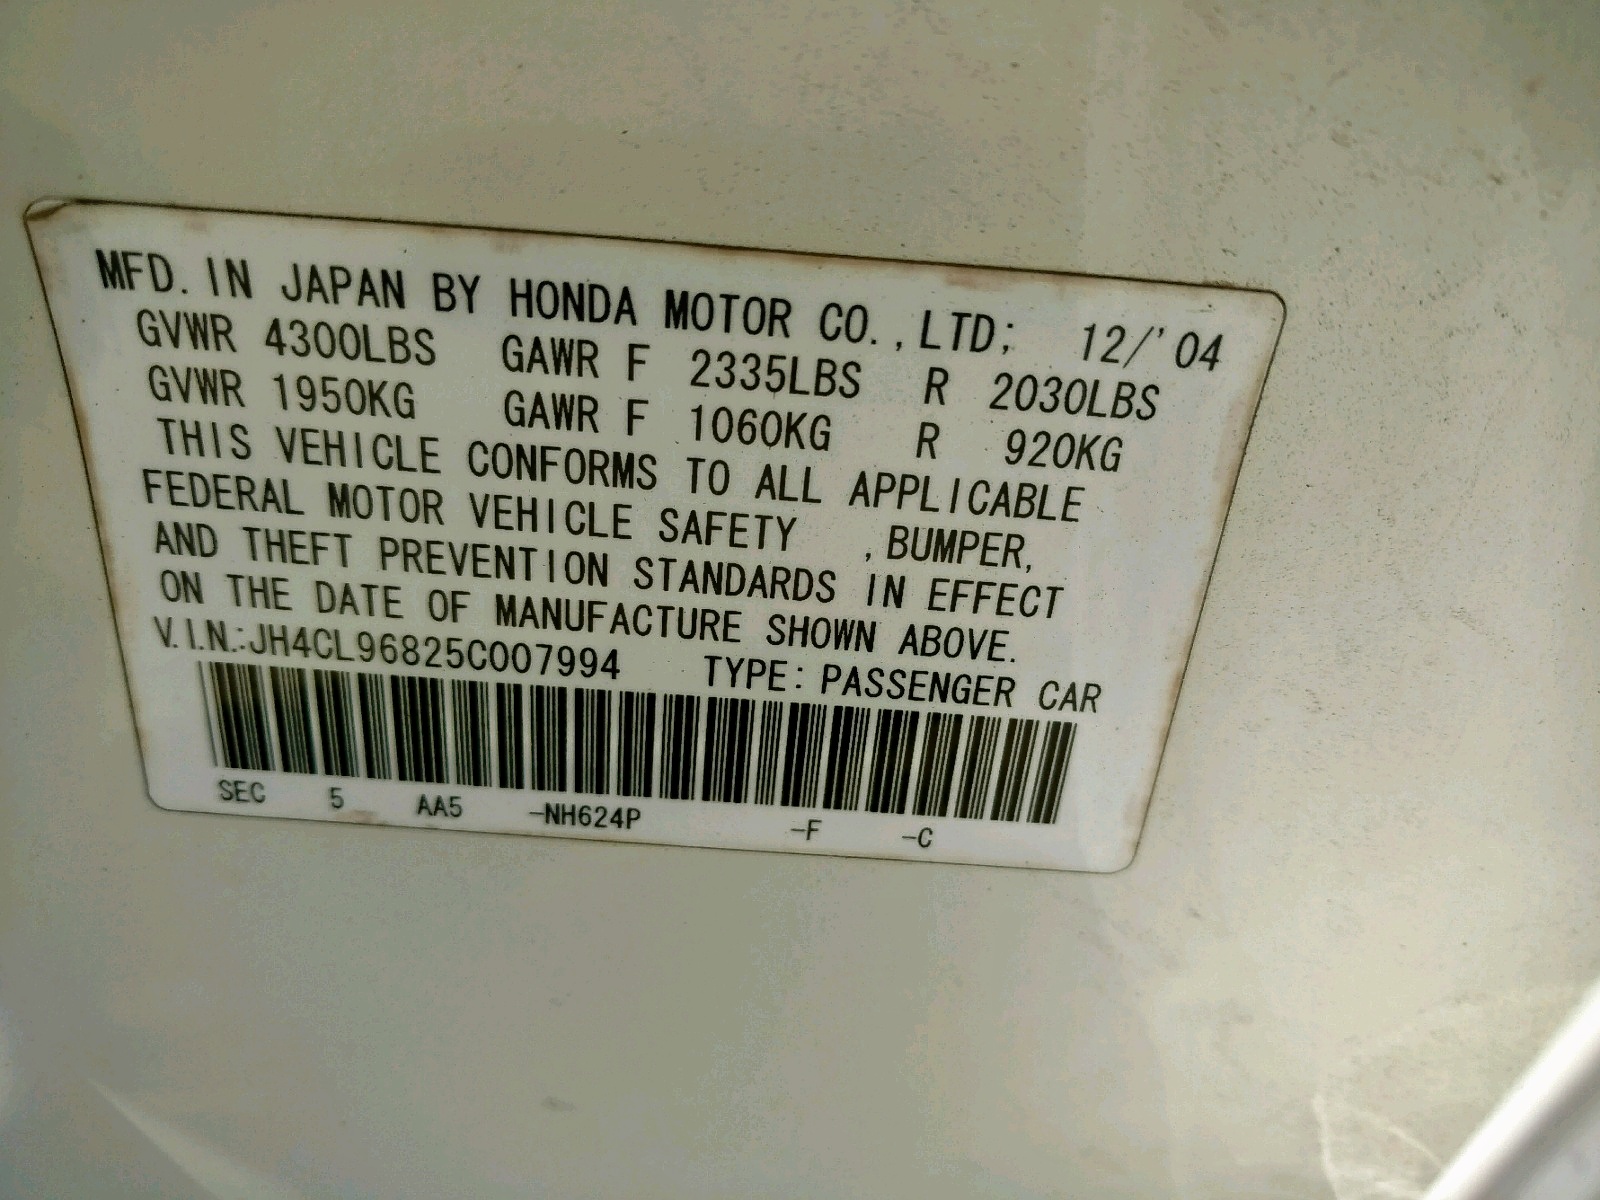 MFD. IN JAPAN BY HONDA MOTOR CO., LTD; 12/'04
GVWR 4300LBS GAWR F 2335LBS R 2030LBS
GVWR 1950KG GAWR F 1060KG R 920KG
THIS VEHICLE CONFORMS TO ALL APPLICABLE
FEDERAL MOTOR VEHICLE SAFETY , BUMPER,
AND THEFT PREVENTION STANDARDS IN EFFECT
ON THE DATE OF MANUFACTURE SHOWN ABOVE.
V.I.N.:JH4CL96825C007994 TYPE: PASSENGER CAR
SEC 5 AA5 -NH624P -F -C